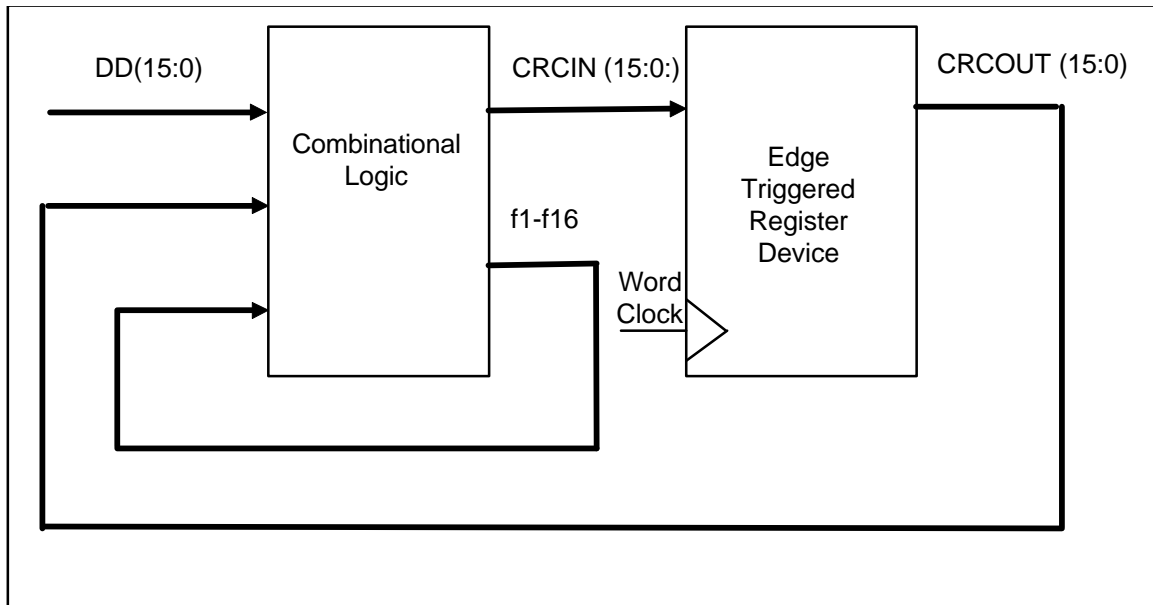 DD(15:0)
CRCIN (15:0:)
CRCOUT (15:0)
Combinational
Logic
Edge
Triggered
Register
Device
f1-f16
Word
Clock